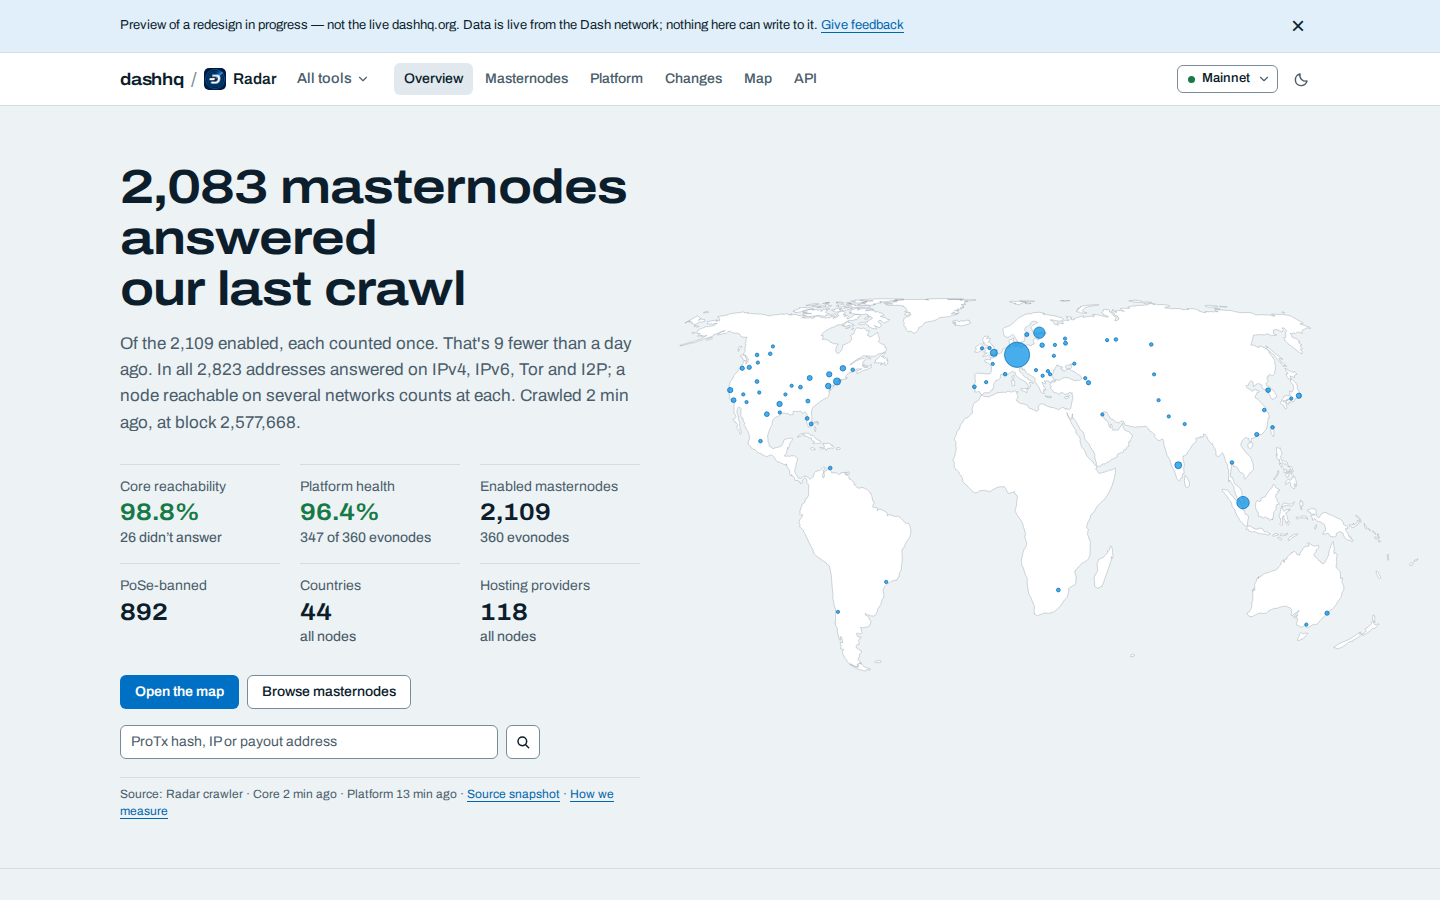 Preview of a redesign in progress — not the live dashhq.org. Data is live from the Dash network; nothing here can write to it. Give feedback
dashhq / Radar All tools Overview Masternodes Platform Changes Map API Mainnet
2,083 masternodes
answered
our last crawl
Of the 2,109 enabled, each counted once. That's 9 fewer than a day
ago. In all 2,823 addresses answered on IPv4, IPv6, Tor and I2P; a
node reachable on several networks counts at each. Crawled 2 min
ago, at block 2,577,668.
Core reachability Platform health Enabled masternodes
98.8% 96.4% 2,109
26 didn't answer 347 of 360 evonodes 360 evonodes
PoSe-banned Countries Hosting providers
892 44 118
all nodes all nodes
Open the map Browse masternodes
ProTx hash, IP or payout address
Source: Radar crawler · Core 2 min ago · Platform 13 min ago · Source snapshot · How we
measure